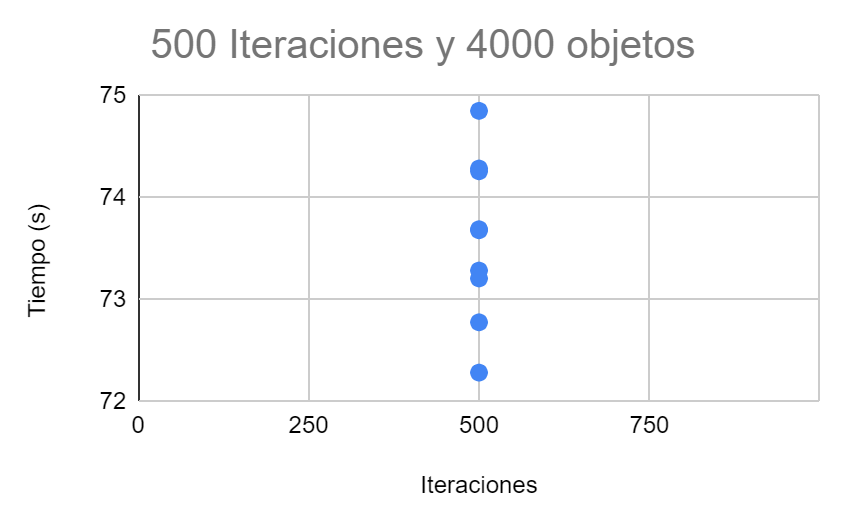 500 Iteraciones y 4000 objetos
75
74
73
72
Tiempo (s)
0 250 500 750
Iteraciones